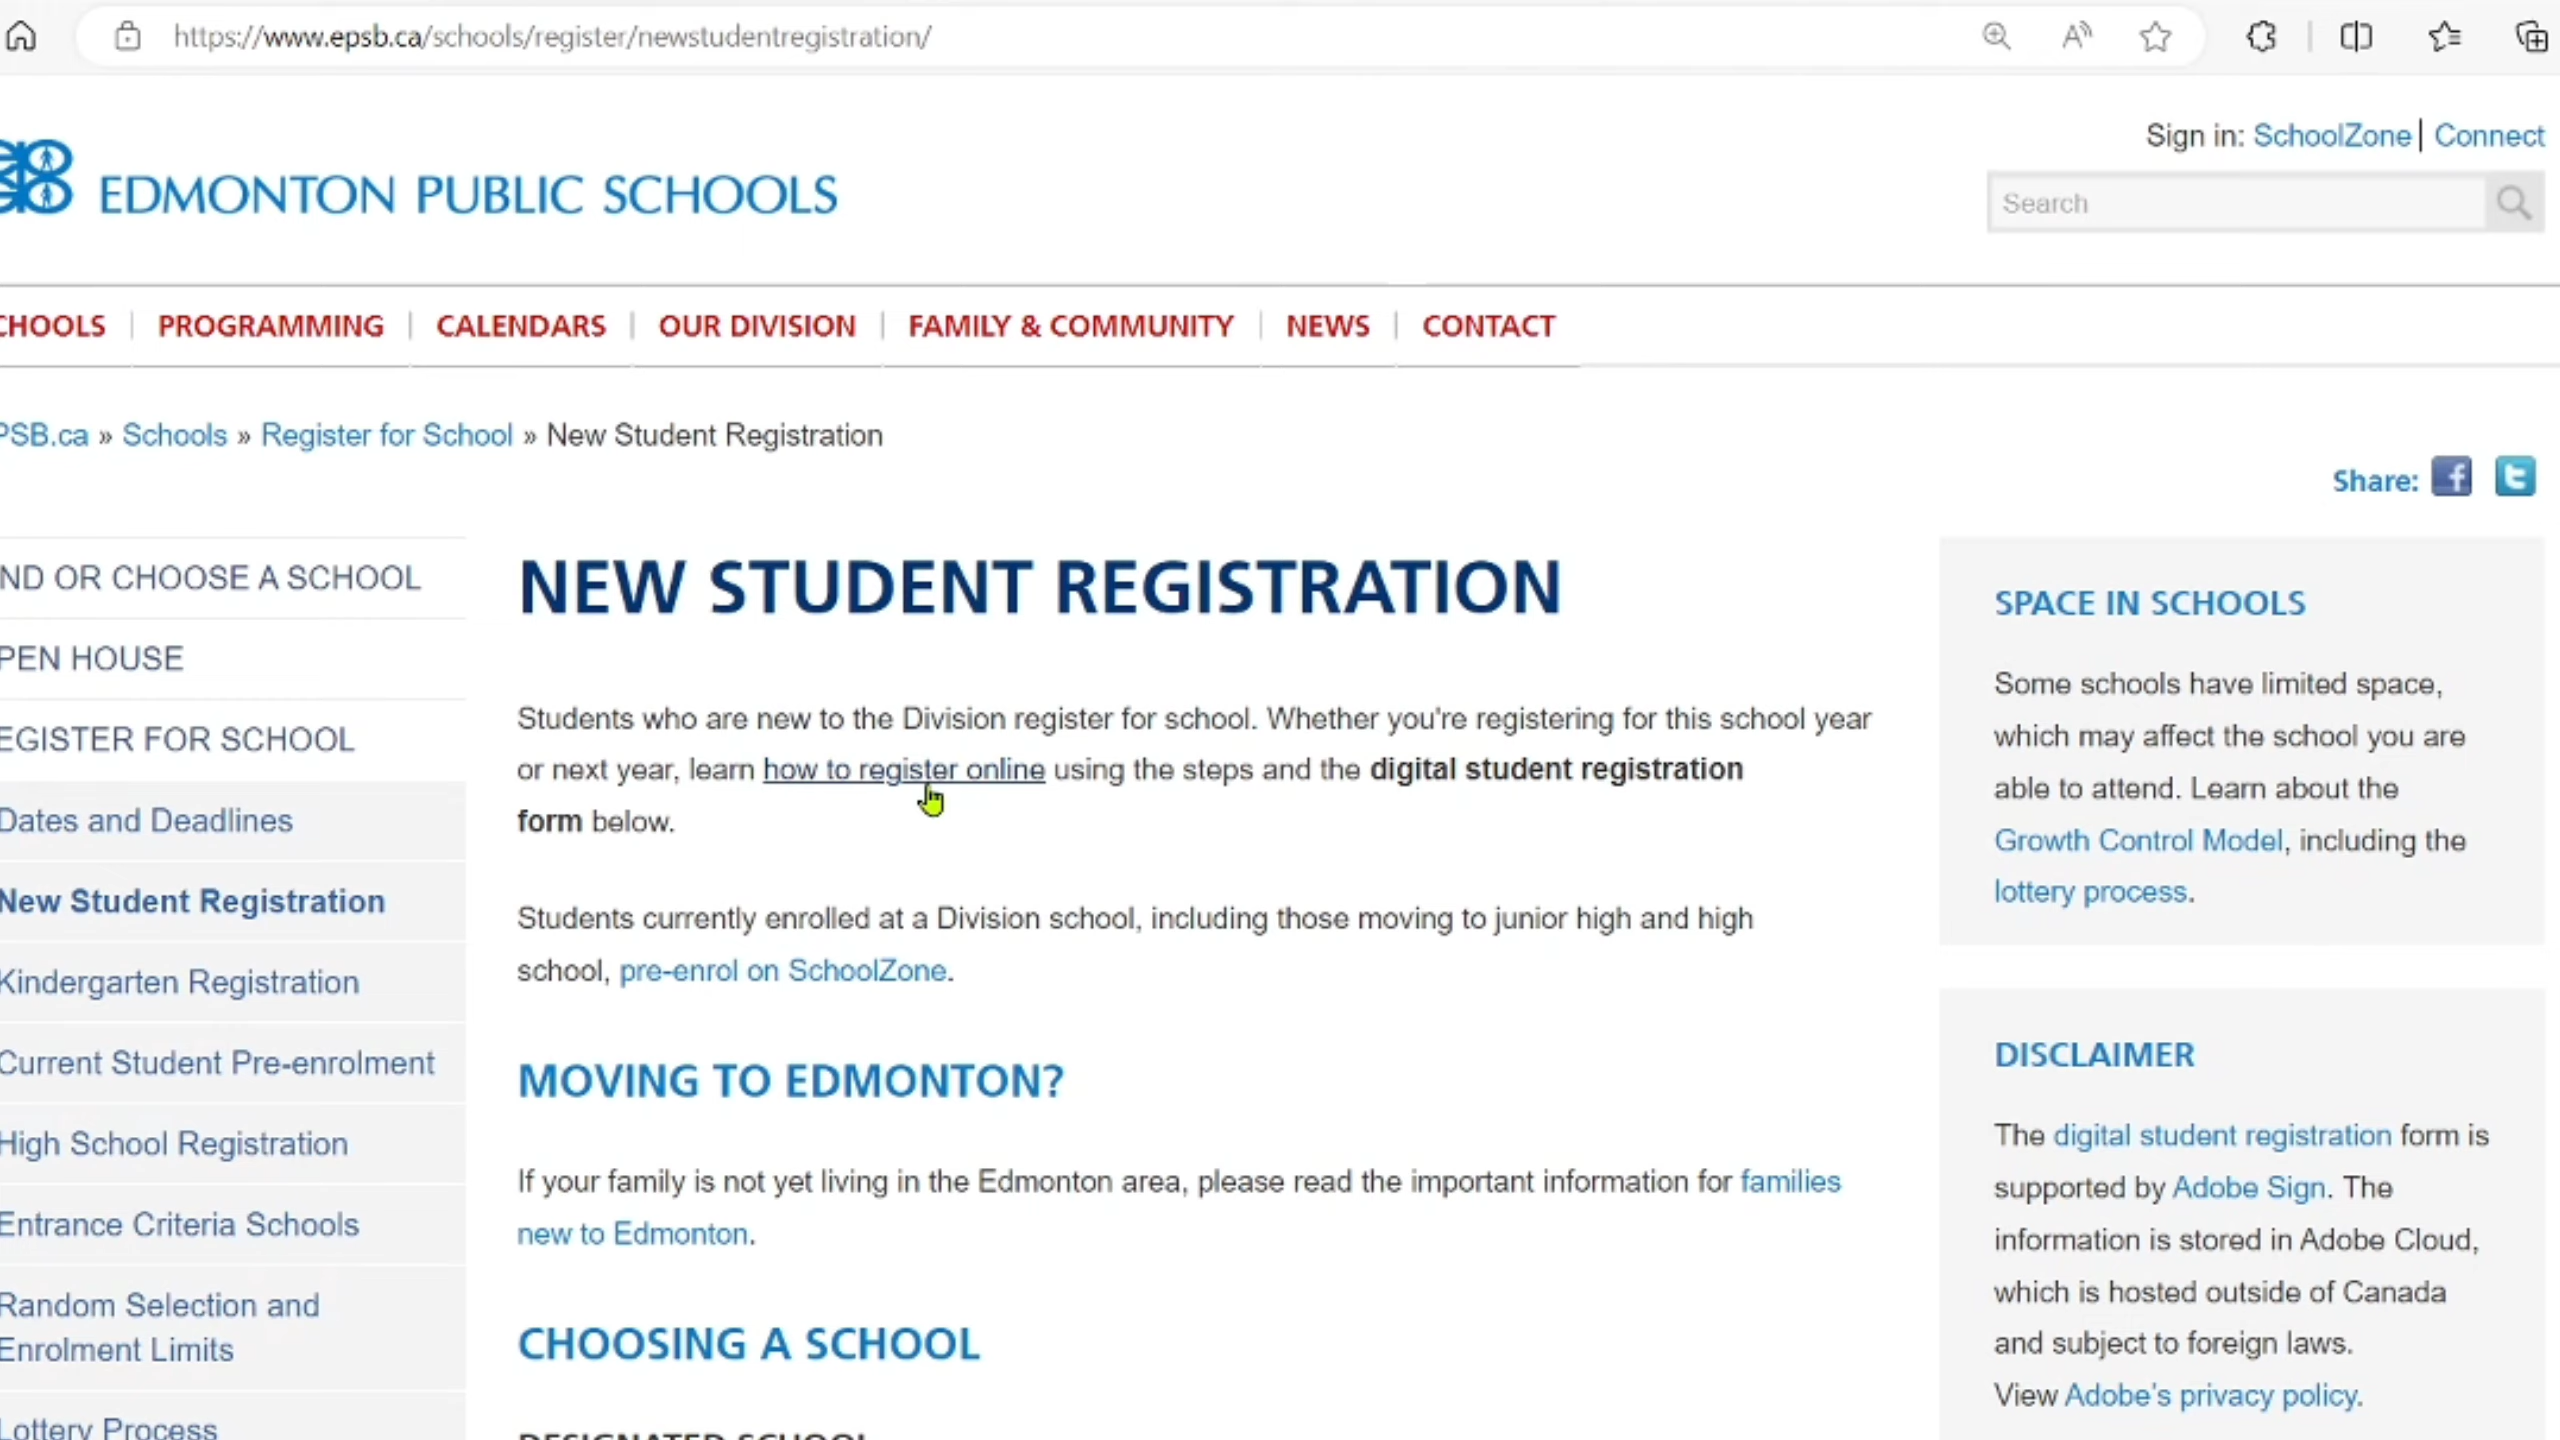 https://www.epsb.ca/schools/register/newstudentregistration/
Sign in: SchoolZone | Connect
EDMONTON PUBLIC SCHOOLS
Search
CHOOLS | PROGRAMMING | CALENDARS | OUR DIVISION | FAMILY & COMMUNITY | NEWS | CONTACT
PSB.ca » Schools » Register for School » New Student Registration
Share:
ND OR CHOOSE A SCHOOL
PEN HOUSE
EGISTER FOR SCHOOL
Dates and Deadlines
New Student Registration
Kindergarten Registration
Current Student Pre-enrolment
High School Registration
Entrance Criteria Schools
Random Selection and
Enrolment Limits
Lottery Process
NEW STUDENT REGISTRATION
Students who are new to the Division register for school. Whether you're registering for this school year
or next year, learn how to register online using the steps and the digital student registration
form below.
Students currently enrolled at a Division school, including those moving to junior high and high
school, pre-enrol on SchoolZone.
MOVING TO EDMONTON?
If your family is not yet living in the Edmonton area, please read the important information for families
new to Edmonton.
CHOOSING A SCHOOL
DESIGNATED SCHOOL
SPACE IN SCHOOLS
Some schools have limited space,
which may affect the school you are
able to attend. Learn about the
Growth Control Model, including the
lottery process.
DISCLAIMER
The digital student registration form is
supported by Adobe Sign. The
information is stored in Adobe Cloud,
which is hosted outside of Canada
and subject to foreign laws.
View Adobe's privacy policy.